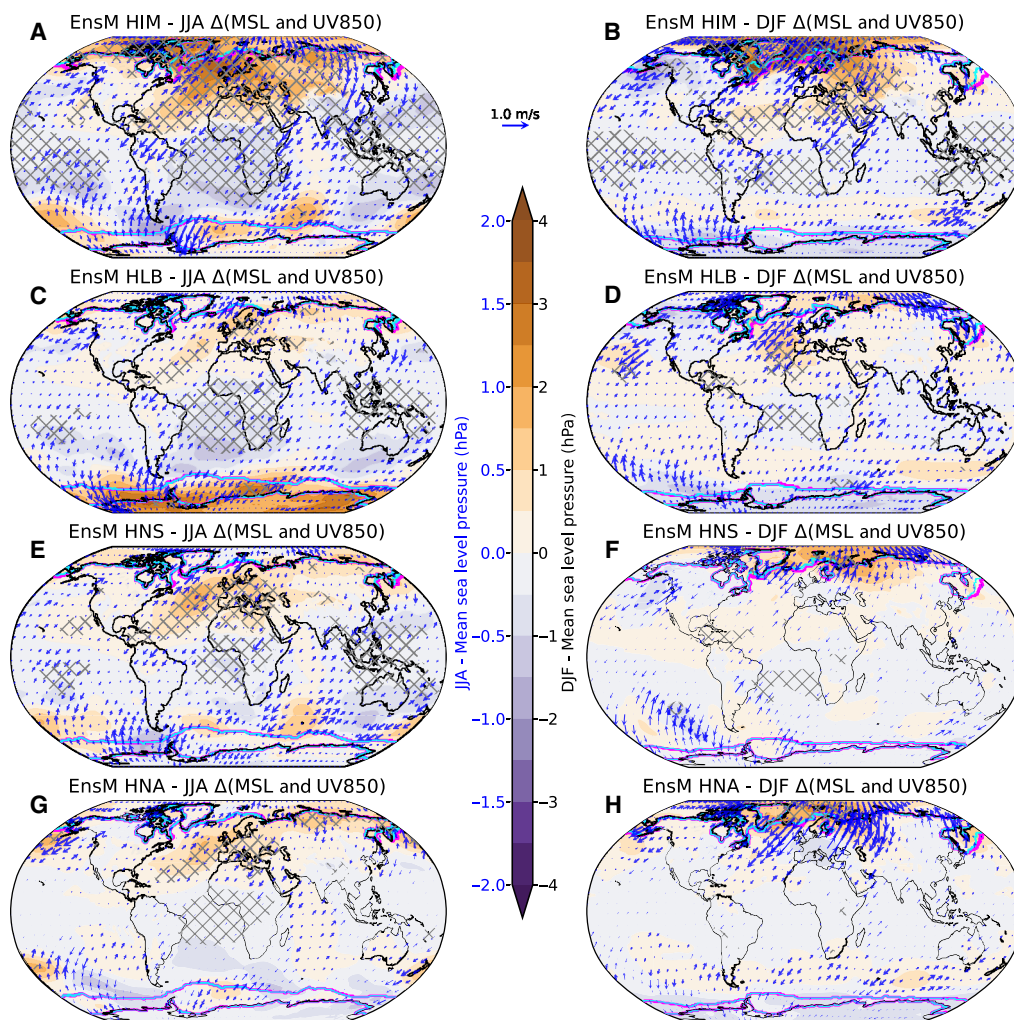 A EnsM HIM - JJA Δ(MSL and UV850)
B EnsM HIM - DJF Δ(MSL and UV850)
1.0 m/s
C EnsM HLB - JJA Δ(MSL and UV850)
D EnsM HLB - DJF Δ(MSL and UV850)
E EnsM HNS - JJA Δ(MSL and UV850)
F EnsM HNS - DJF Δ(MSL and UV850)
G EnsM HNA - JJA Δ(MSL and UV850)
H EnsM HNA - DJF Δ(MSL and UV850)
JJA - Mean sea level pressure (hPa)
2.0
1.5
1.0
0.5
0.0
−0.5
−1.0
−1.5
−2.0
DJF - Mean sea level pressure (hPa)
4
3
2
1
0
−1
−2
−3
−4